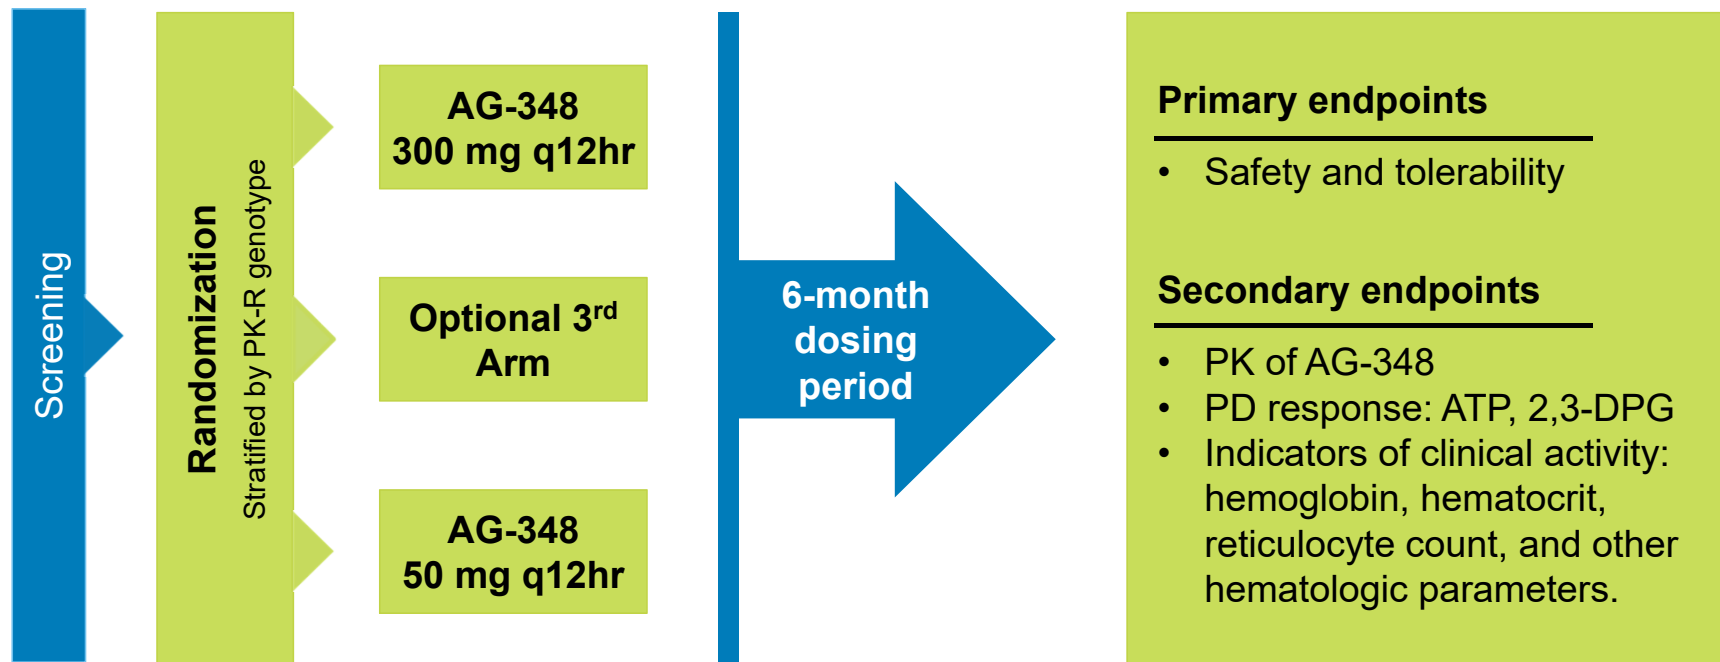 Screening
Randomization
Stratified by PK-R genotype
AG-348
300 mg q12hr
Optional 3rd
Arm
AG-348
50 mg q12hr
6-month
dosing
period
Primary endpoints
• Safety and tolerability
Secondary endpoints
• PK of AG-348
• PD response: ATP, 2,3-DPG
• Indicators of clinical activity:
hemoglobin, hematocrit,
reticulocyte count, and other
hematologic parameters.